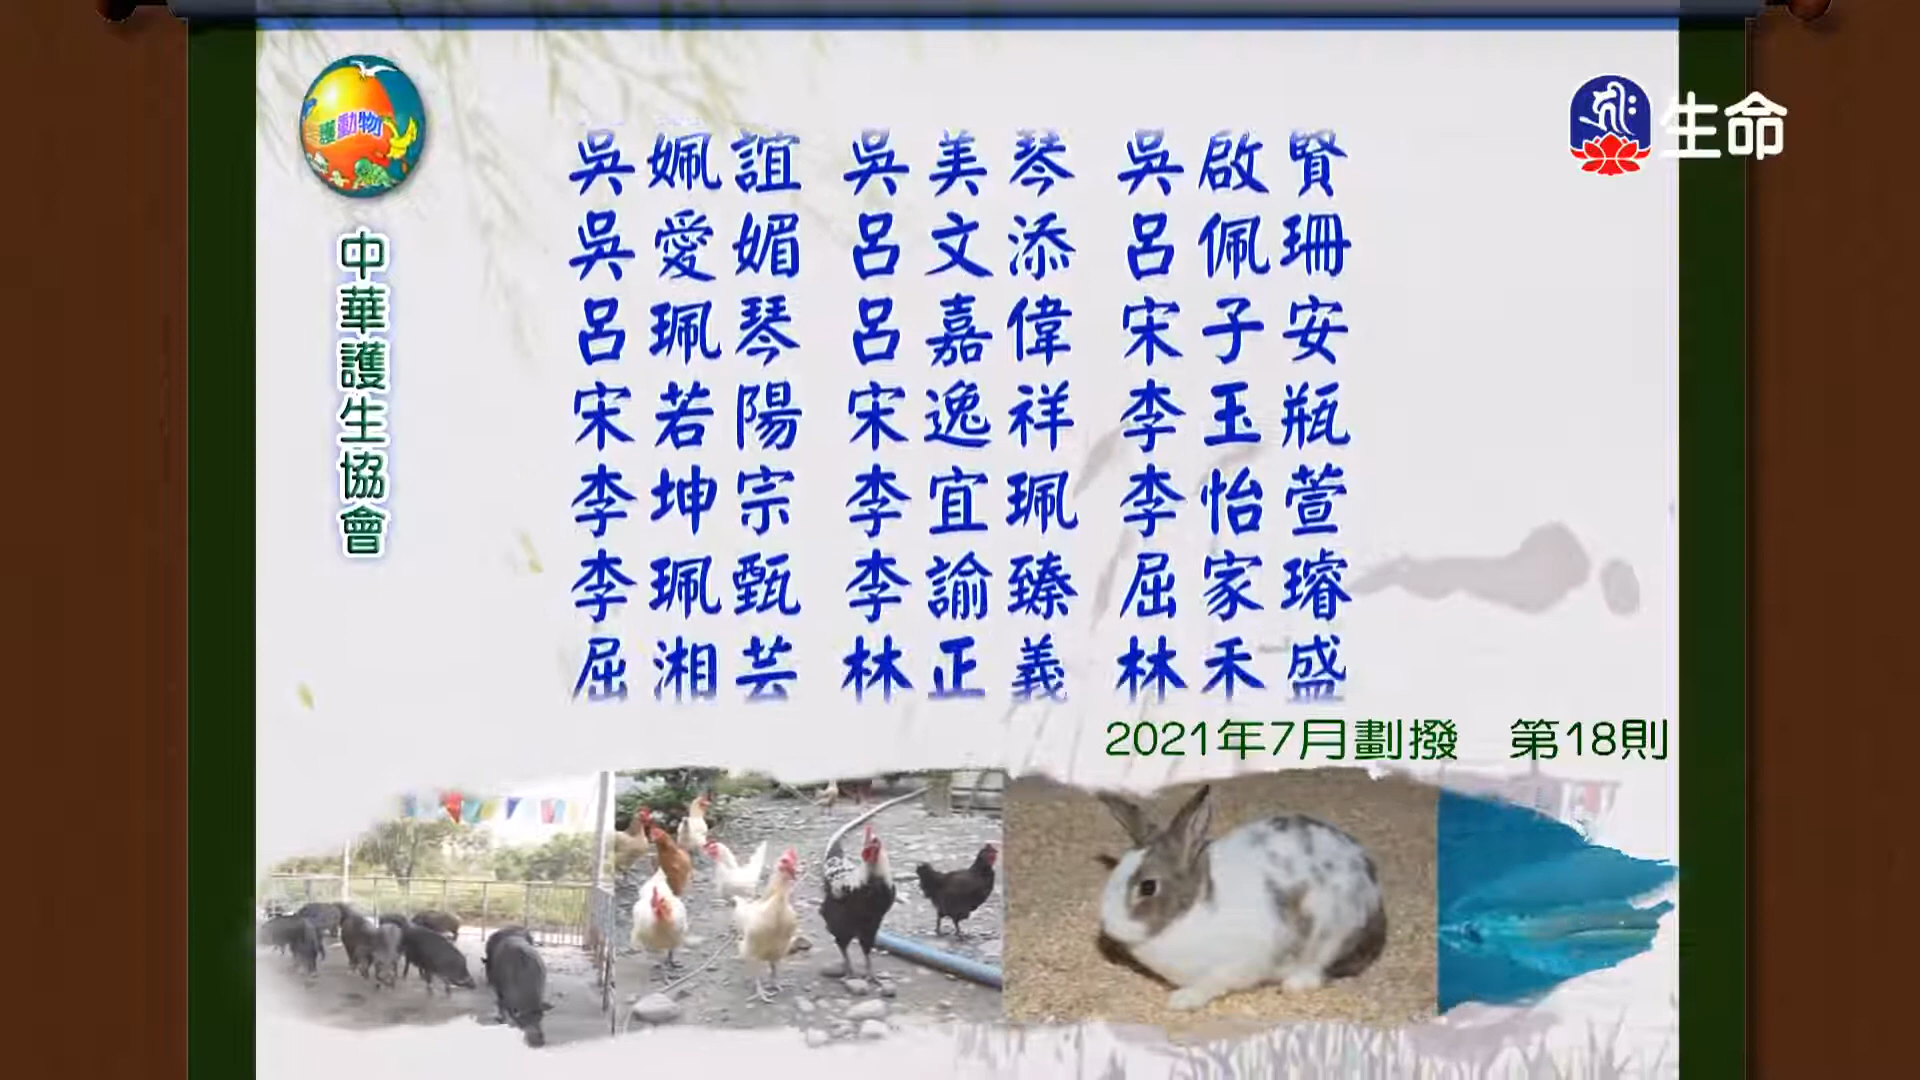 護動物
生命
中華護生協會
吳姵誼 吳美琴 吳啟賢
吳愛媚 呂文添 呂佩珊
呂珮琴 呂嘉偉 宋子安
宋若陽 宋逸祥 李玉瓶
李坤宗 李宜珮 李怡萱
李珮甄 李諭臻 屈家璿
屈湘芸 林正義 林禾盛
2021年7月劃撥 第18則